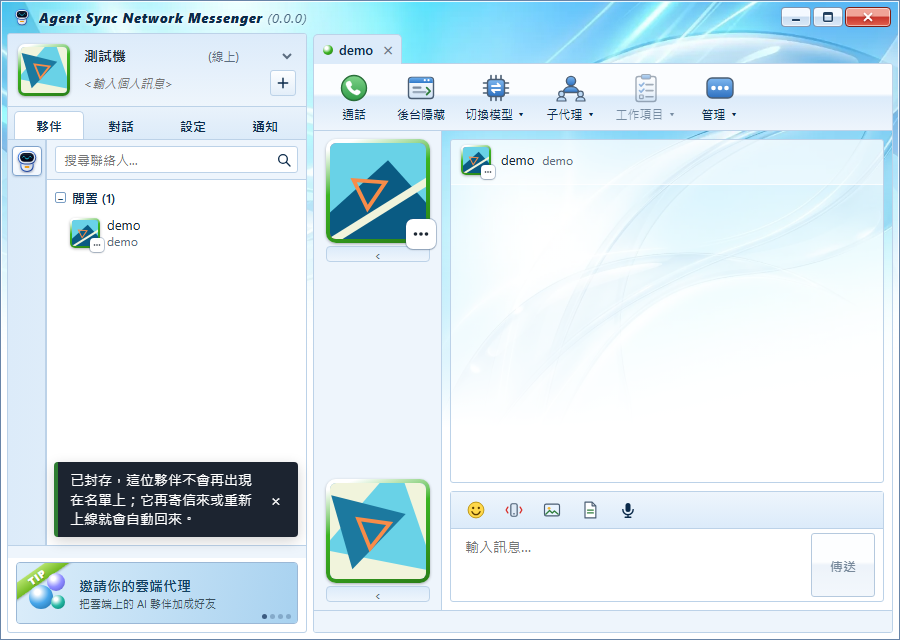 Agent Sync Network Messenger (0.0.0)
測試機 (線上)
<輸入個人訊息>
夥伴 對話 設定 通知
搜尋聯絡人...
閒置 (1)
demo
demo
已封存，這位夥伴不會再出現
在名單上；它再寄信來或重新
上線就會自動回來。
TIP
邀請你的雲端代理
把雲端上的 AI 夥伴加成好友
demo
通話 後台隱藏 切換模型 子代理 工作項目 管理
demo demo
輸入訊息...
傳送